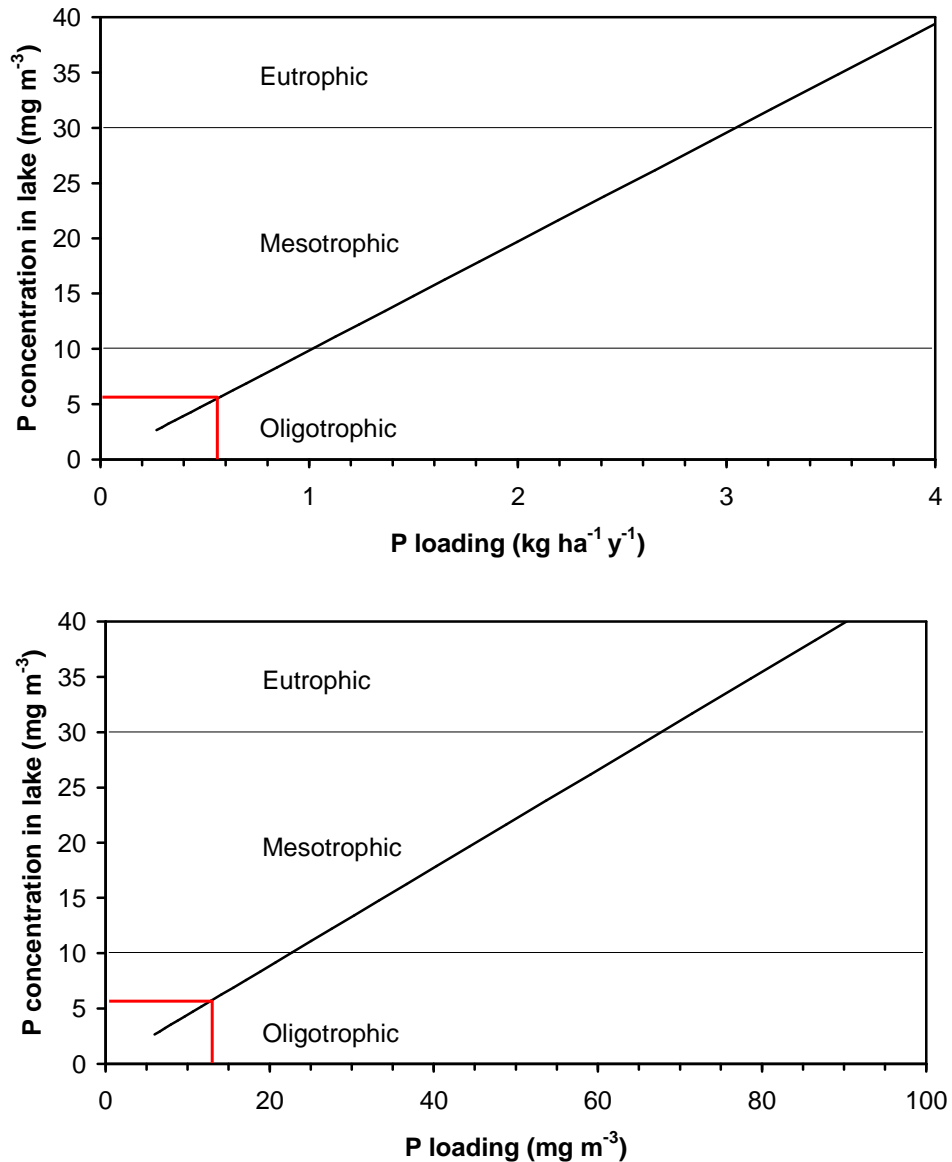 40
35
30
25
20
15
10
5
0
P concentration in lake (mg m⁻³)
Eutrophic
Mesotrophic
Oligotrophic
0 1 2 3 4
P loading (kg ha⁻¹ y⁻¹)
40
35
30
25
20
15
10
5
0
P concentration in lake (mg m⁻³)
Eutrophic
Mesotrophic
Oligotrophic
0 20 40 60 80 100
P loading (mg m⁻³)